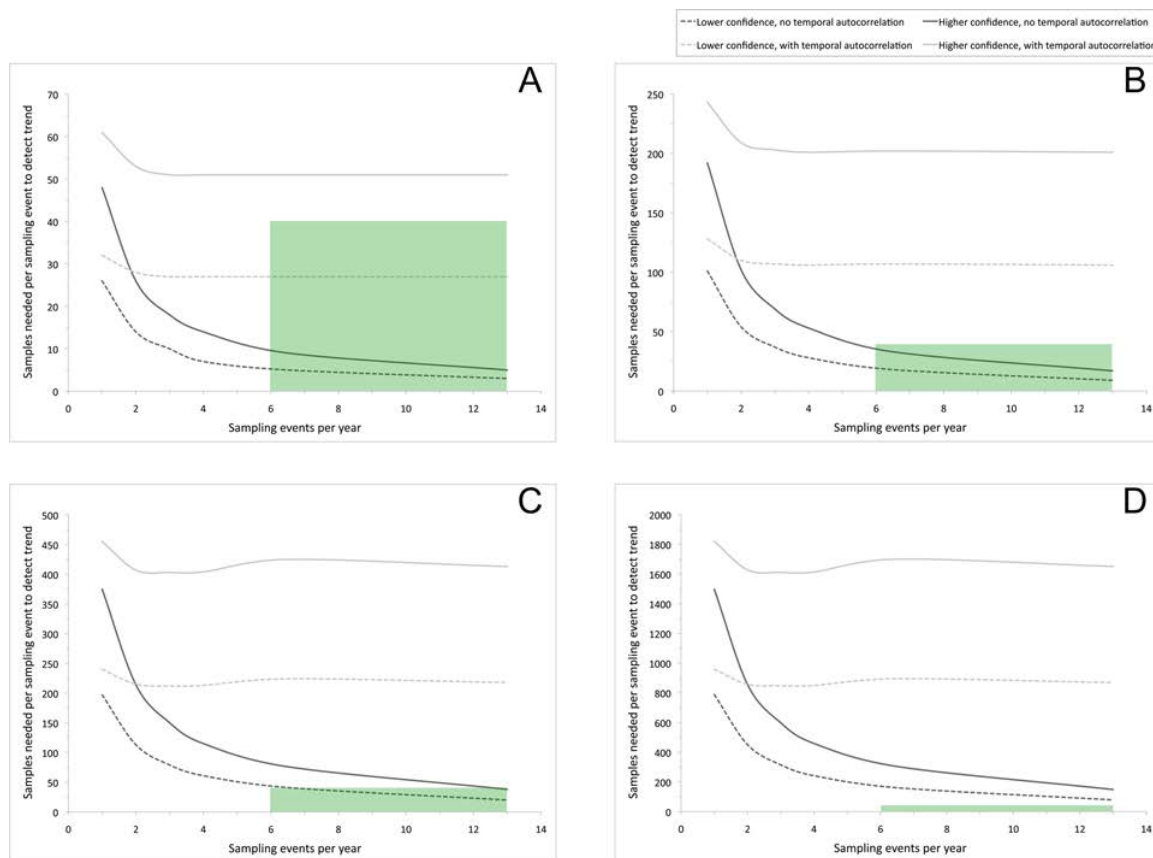 Lower confidence, no temporal autocorrelation Higher confidence, no temporal autocorrelation
Lower confidence, with temporal autocorrelation Higher confidence, with temporal autocorrelation
A
Samples needed per sampling event to detect trend
70
60
50
40
30
20
10
0
0 2 4 6 8 10 12 14
Sampling events per year
B
Samples needed per sampling event to detect trend
250
200
150
100
50
0
0 2 4 6 8 10 12 14
Sampling events per year
C
Samples needed per sampling event to detect trend
500
450
400
350
300
250
200
150
100
50
0
0 2 4 6 8 10 12 14
Sampling events per year
D
Samples needed per sampling event to detect trend
2000
1800
1600
1400
1200
1000
800
600
400
200
0
0 2 4 6 8 10 12 14
Sampling events per year